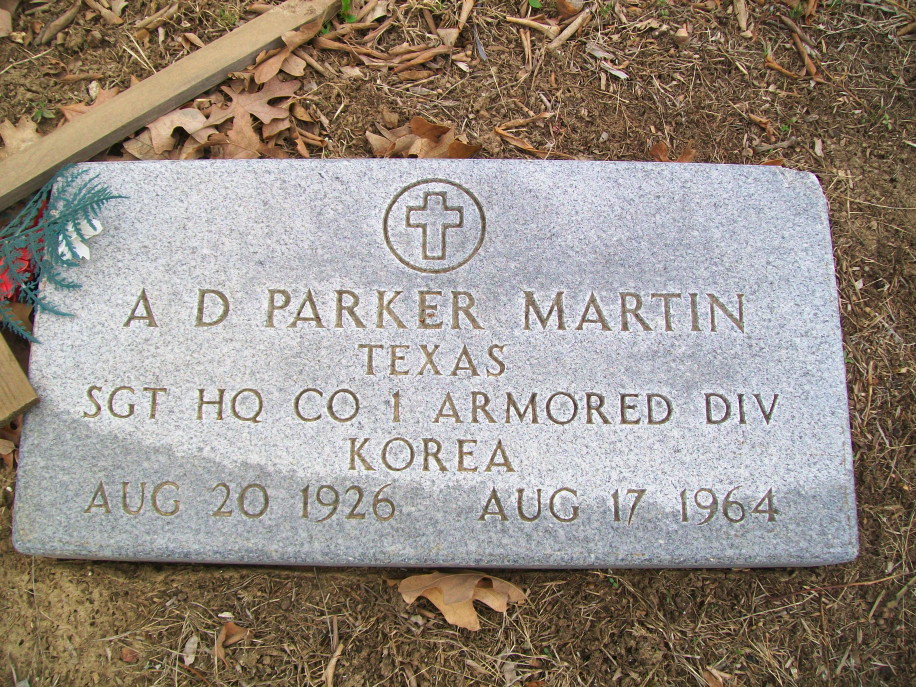 A D PARKER MARTIN
TEXAS
SGT HQ CO 1 ARMORED DIV
KOREA
AUG 20 1926 AUG 17 1964